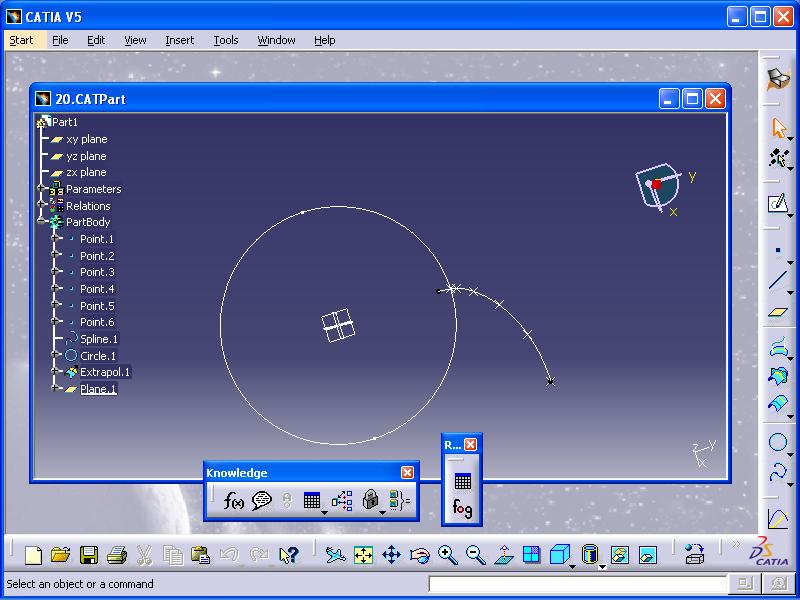 CATIA V5
Start File Edit View Insert Tools Window Help
20.CATPart
Part1
xy plane
yz plane
zx plane
Parameters
Relations
PartBody
Point.1
Point.2
Point.3
Point.4
Point.5
Point.6
Spline.1
Circle.1
Extrapol.1
Plane.1
y
x
z y
x
Knowledge
R...
f(x)
fog
CATIA
Select an object or a command